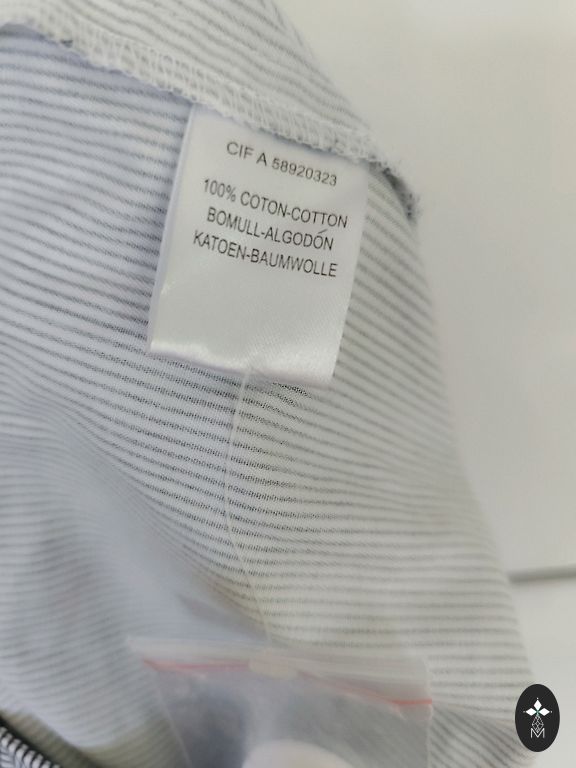 CIF A 58920323
100% COTON-COTTON
BOMULL-ALGODÓN
KATOEN-BAUMWOLLE
M